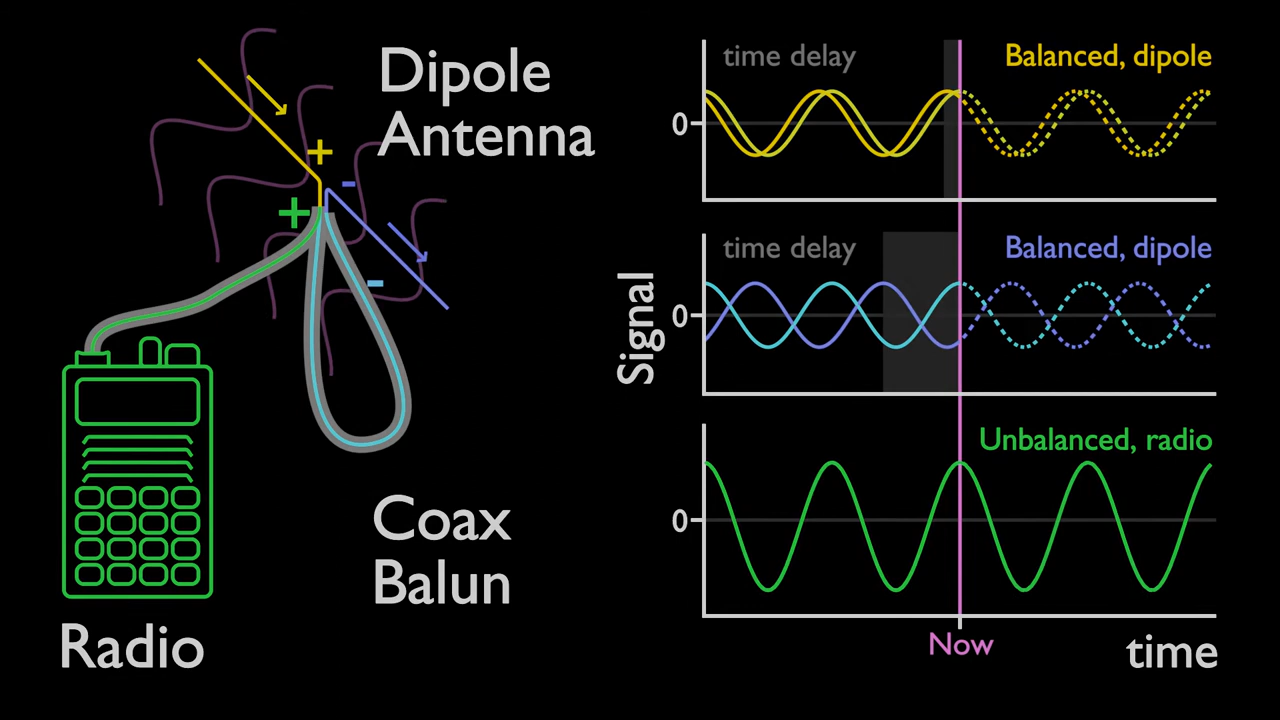 Dipole
Antenna
+
-
+
-
Coax
Balun
Radio
time delay
Balanced, dipole
0
time delay
Balanced, dipole
0
Signal
Unbalanced, radio
0
Now
time